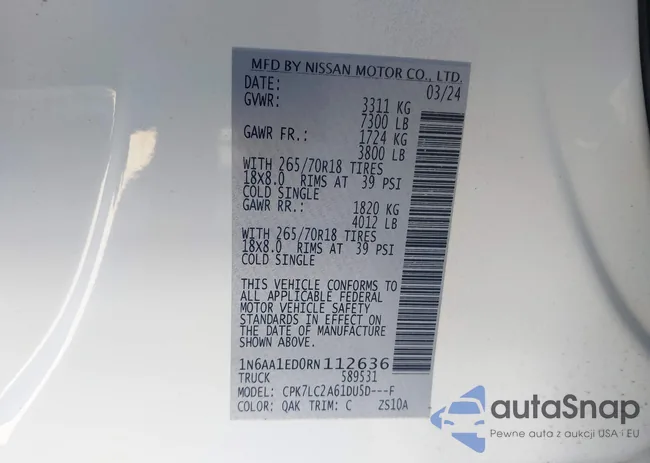 MFD BY NISSAN MOTOR CO., LTD.
DATE: 03/24
GVWR: 3311 KG
7300 LB
GAWR FR.: 1724 KG
3800 LB
WITH 265/70R18 TIRES
18X8.0 RIMS AT 39 PSI
COLD SINGLE
GAWR RR.: 1820 KG
4012 LB
WITH 265/70R18 TIRES
18X8.0 RIMS AT 39 PSI
COLD SINGLE
THIS VEHICLE CONFORMS TO
ALL APPLICABLE FEDERAL
MOTOR VEHICLE SAFETY
STANDARDS IN EFFECT ON
THE DATE OF MANUFACTURE
SHOWN ABOVE.
1N6AA1ED0RN112636
TRUCK 589531
MODEL: CPK7LC2A61DU5D---F
COLOR: QAK TRIM: C ZS10A
autoSnap
Pewne auta z aukcji USA i EU